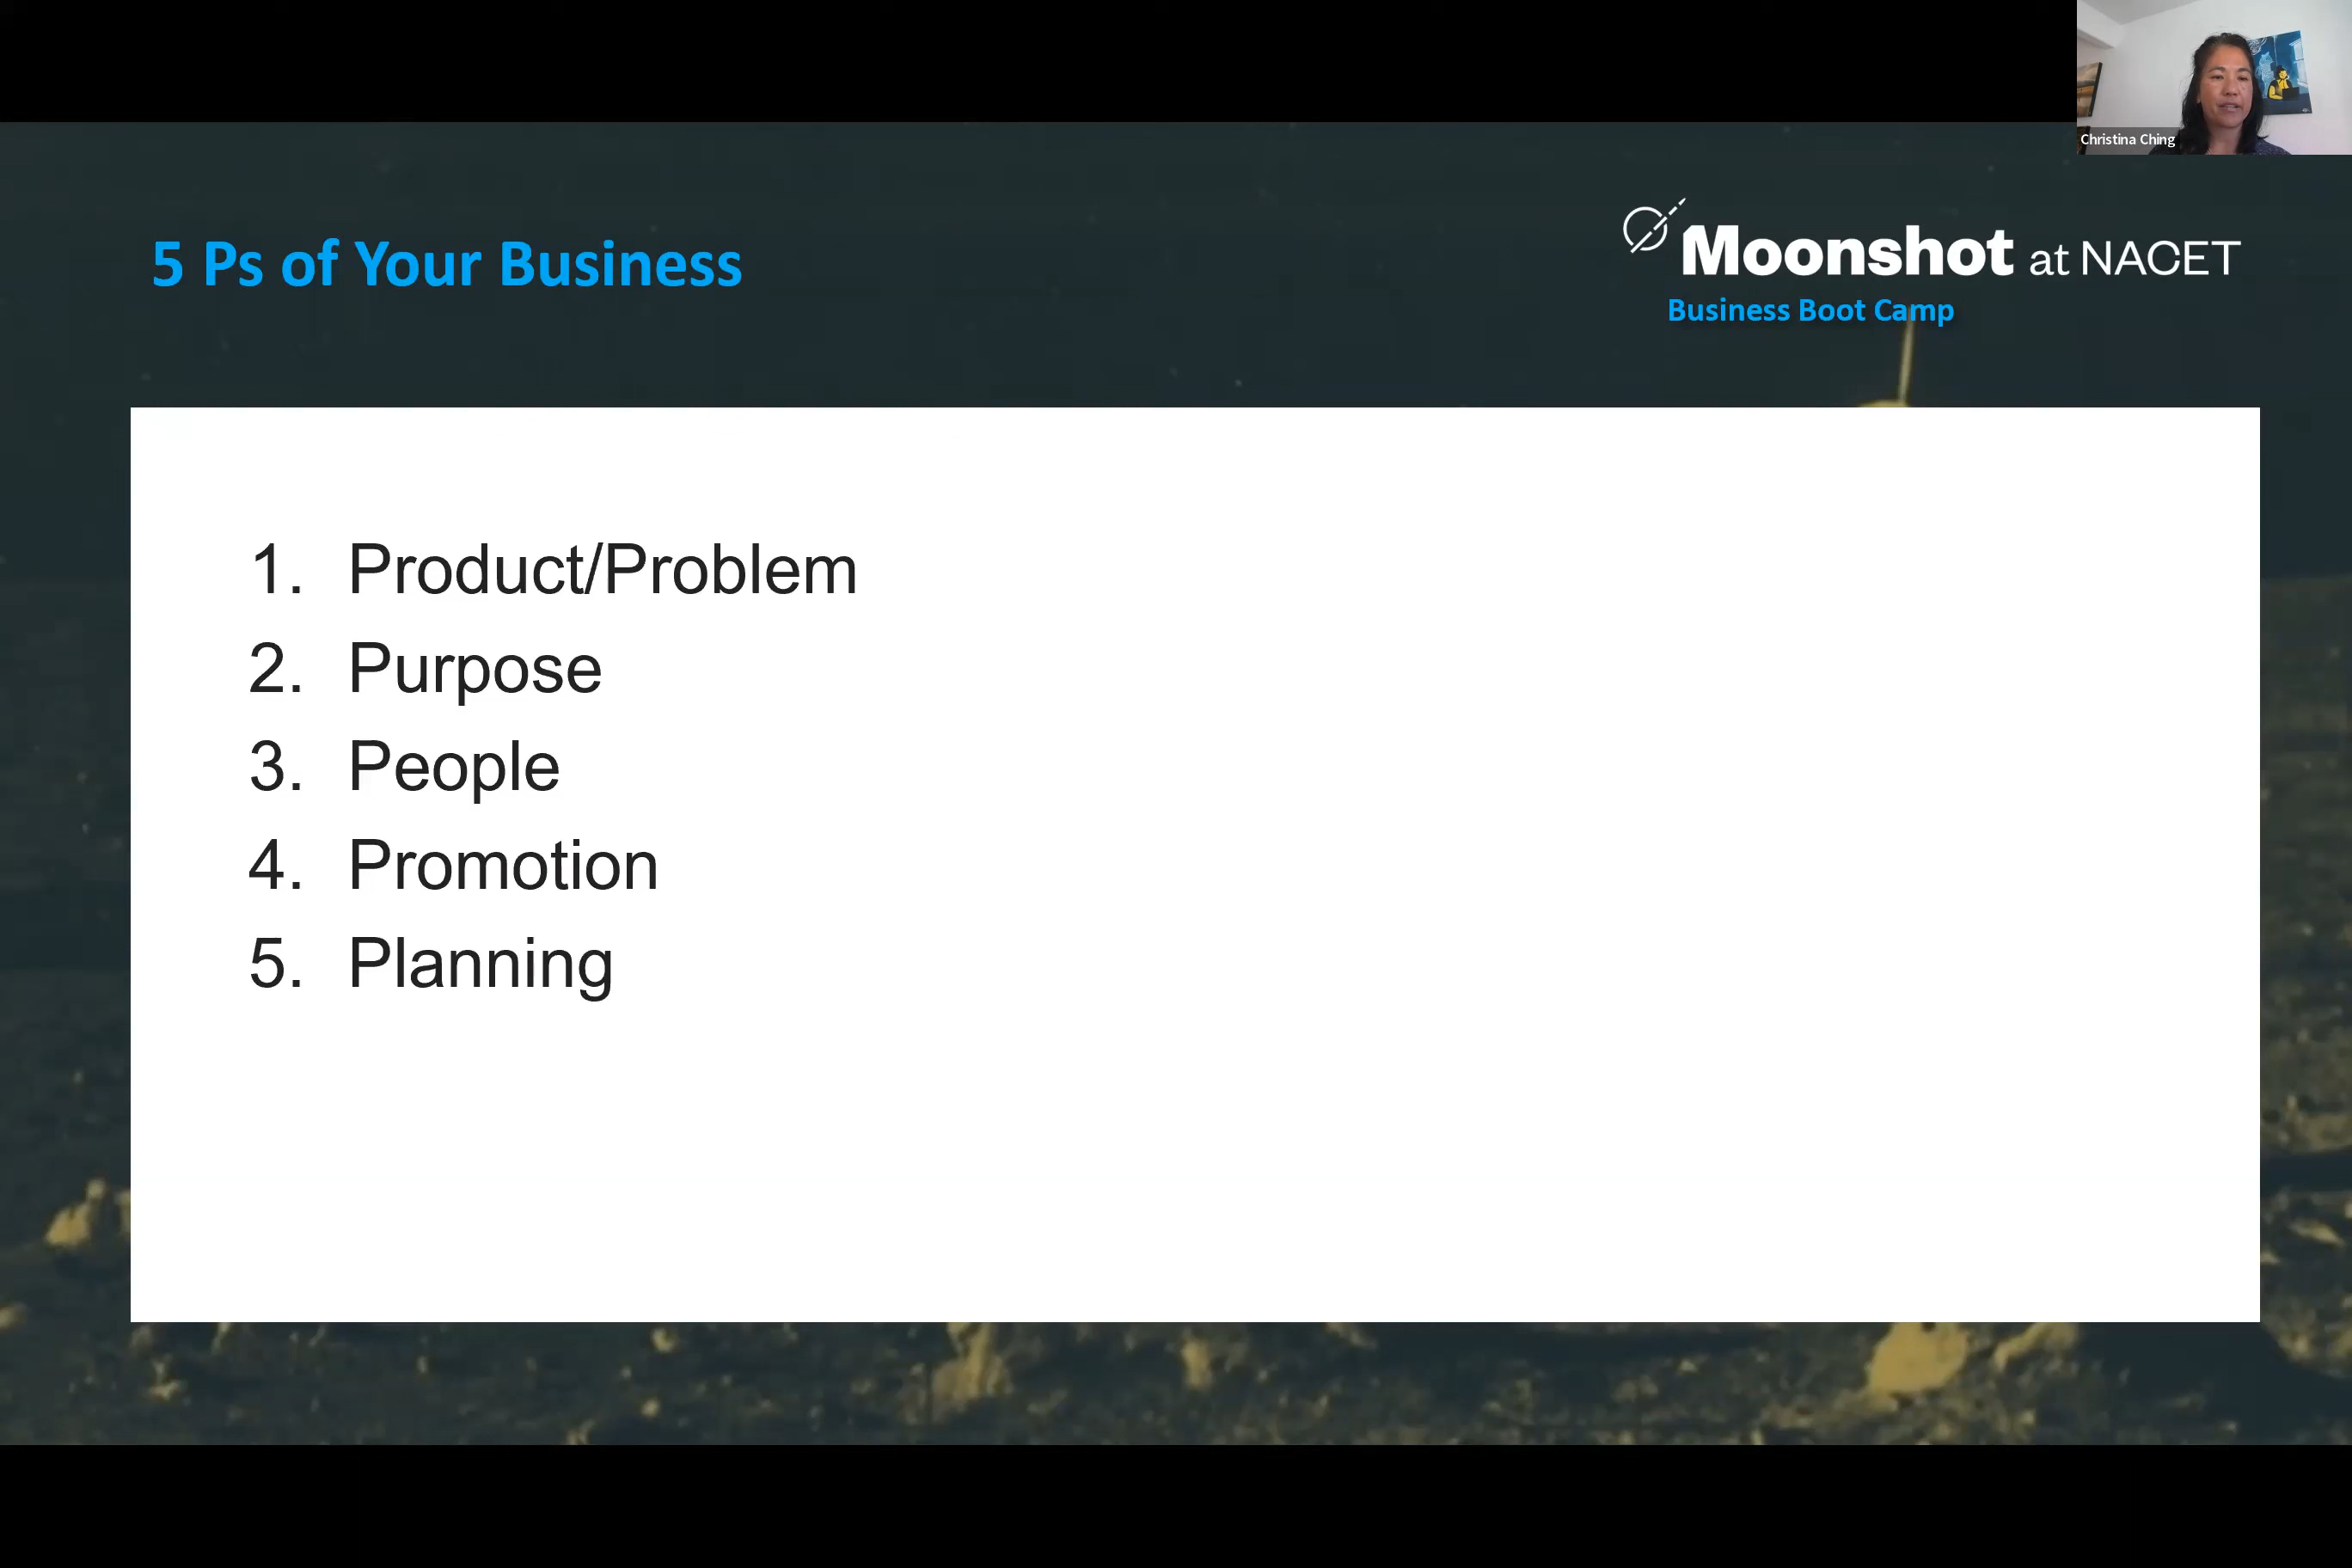 Christina Ching
5 Ps of Your Business
Moonshot at NACET
Business Boot Camp
1. Product/Problem
2. Purpose
3. People
4. Promotion
5. Planning